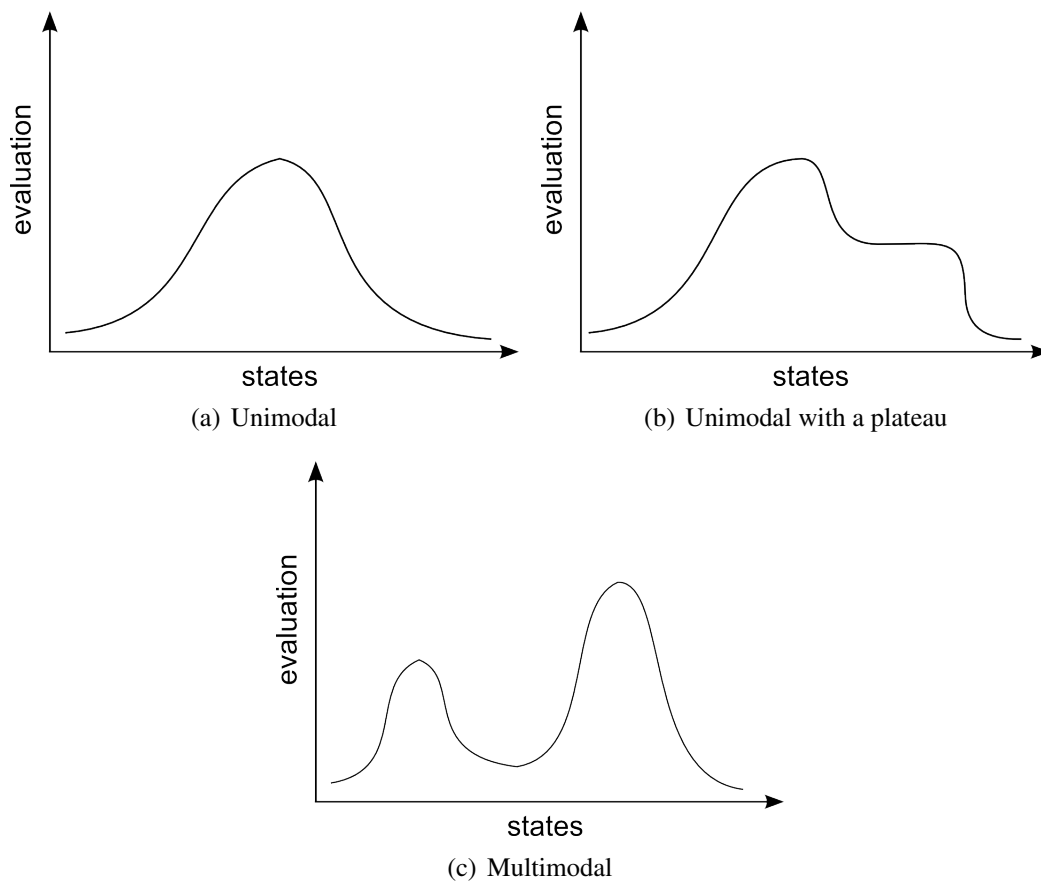 evaluation
states
(a) Unimodal
evaluation
states
(b) Unimodal with a plateau
evaluation
states
(c) Multimodal